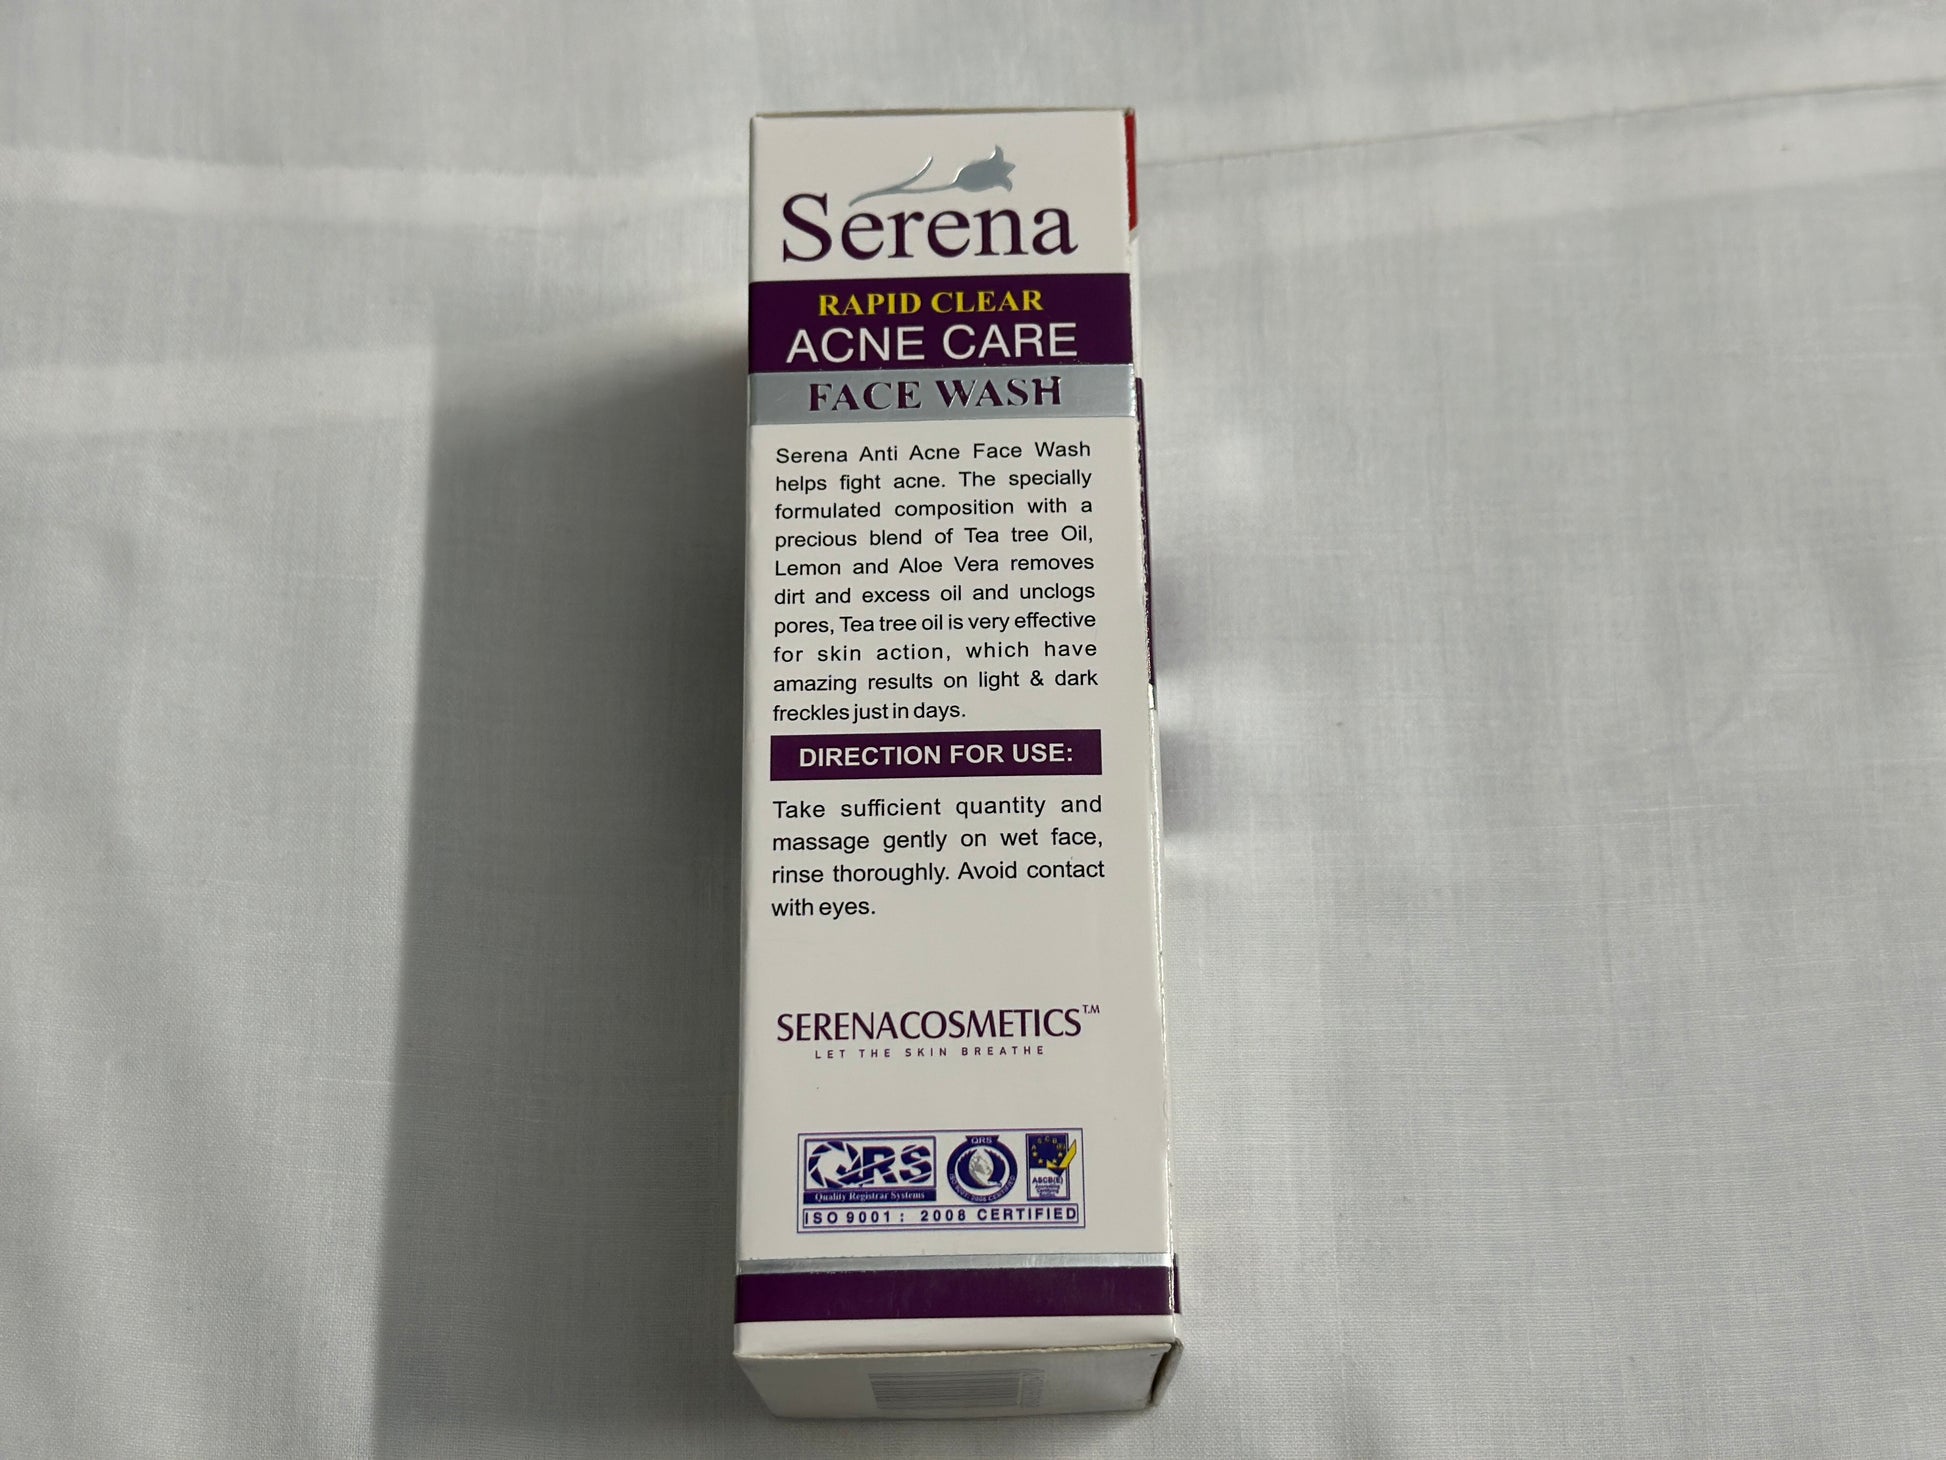 Serena
RAPID CLEAR
ACNE CARE
FACE WASH
Serena Anti Acne Face Wash
helps fight acne. The specially
formulated composition with a
precious blend of Tea tree Oil,
Lemon and Aloe Vera removes
dirt and excess oil and unclogs
pores, Tea tree oil is very effective
for skin action, which have
amazing results on light & dark
freckles just in days.
DIRECTION FOR USE:
Take sufficient quantity and
massage gently on wet face,
rinse thoroughly. Avoid contact
with eyes.
SERENACOSMETICS™
LET THE SKIN BREATHE
QRS
Quality Registrar Systems
QRS
ASCB(E)
ISO 9001 : 2008 CERTIFIED